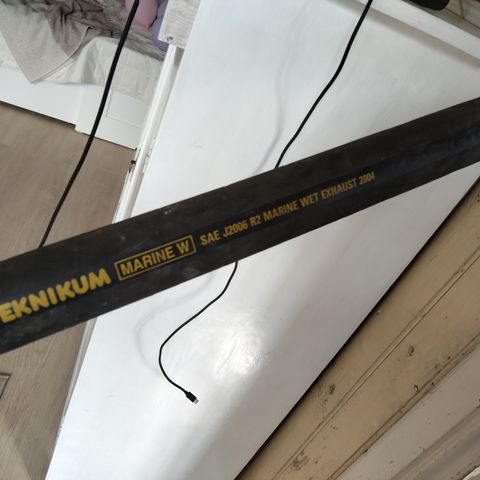 EKNIKUM MARINE W SAE J2006 R2 MARINE WET EXHAUST 2004